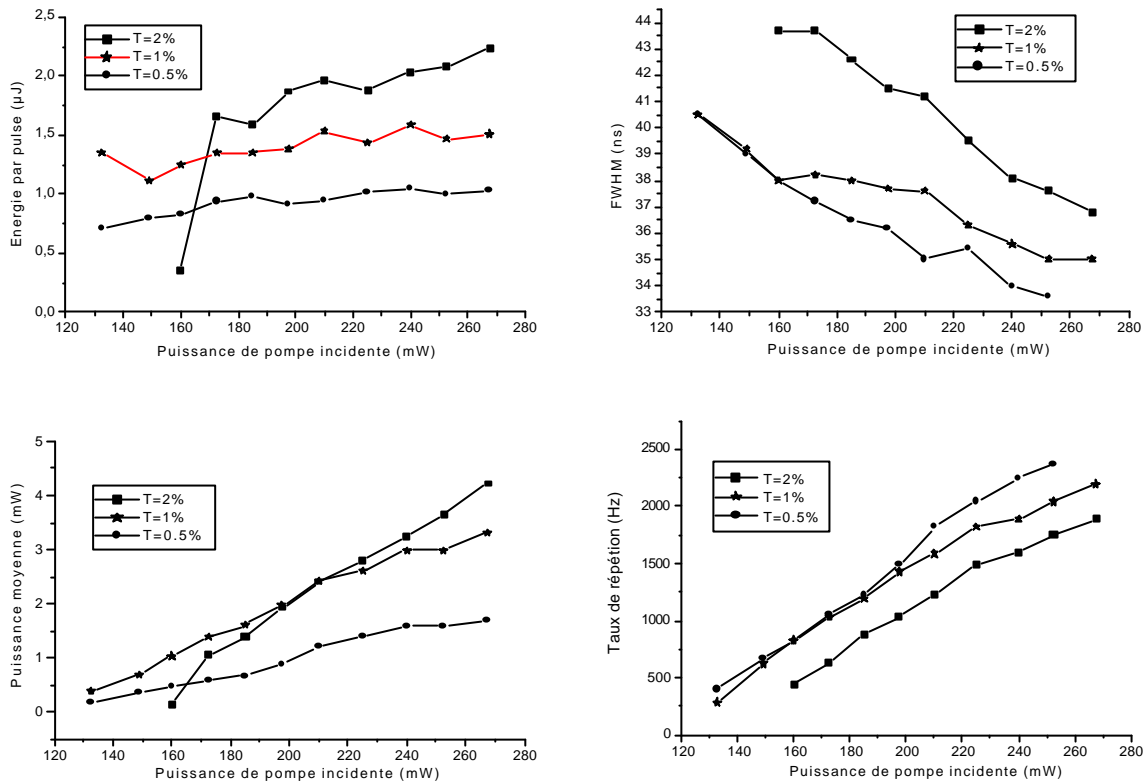 2,5
2,0
1,5
1,0
0,5
0,0
Energie par pulse (µJ)
T=2%
T=1%
T=0.5%
120 140 160 180 200 220 240 260 280
Puissance de pompe incidente (mW)
44
43
42
41
40
39
38
37
36
35
34
33
FWHM (ns)
T=2%
T=1%
T=0.5%
120 140 160 180 200 220 240 260 280
Puissance de pompe incidente (mW)
5
4
3
2
1
0
Puissance moyenne (mW)
T=2%
T=1%
T=0.5%
120 140 160 180 200 220 240 260 280
Puissance de pompe incidente (mW)
2500
2000
1500
1000
500
0
Taux de répétion (Hz)
T=2%
T=1%
T=0.5%
120 140 160 180 200 220 240 260 280
Puissance de pompe incidente (mW)